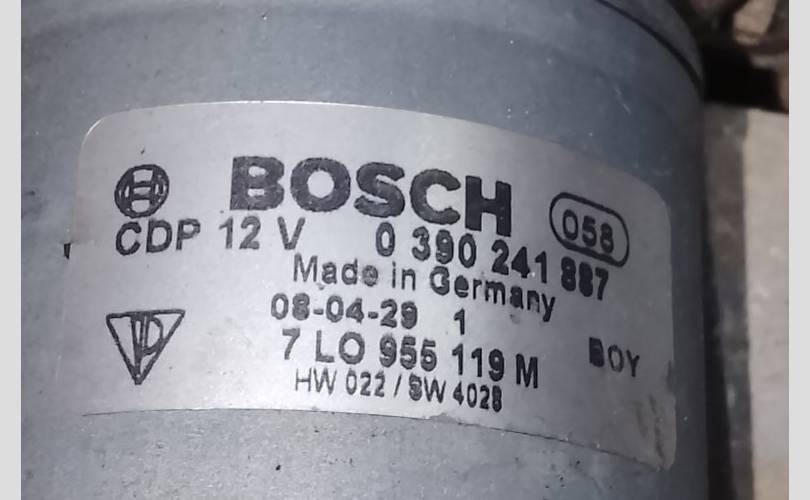 BOSCH 058
CDP 12 V 0 390 241 887
Made in Germany
08-04-29 1
7 LO 955 119 M BOY
HW 022 / SW 4028